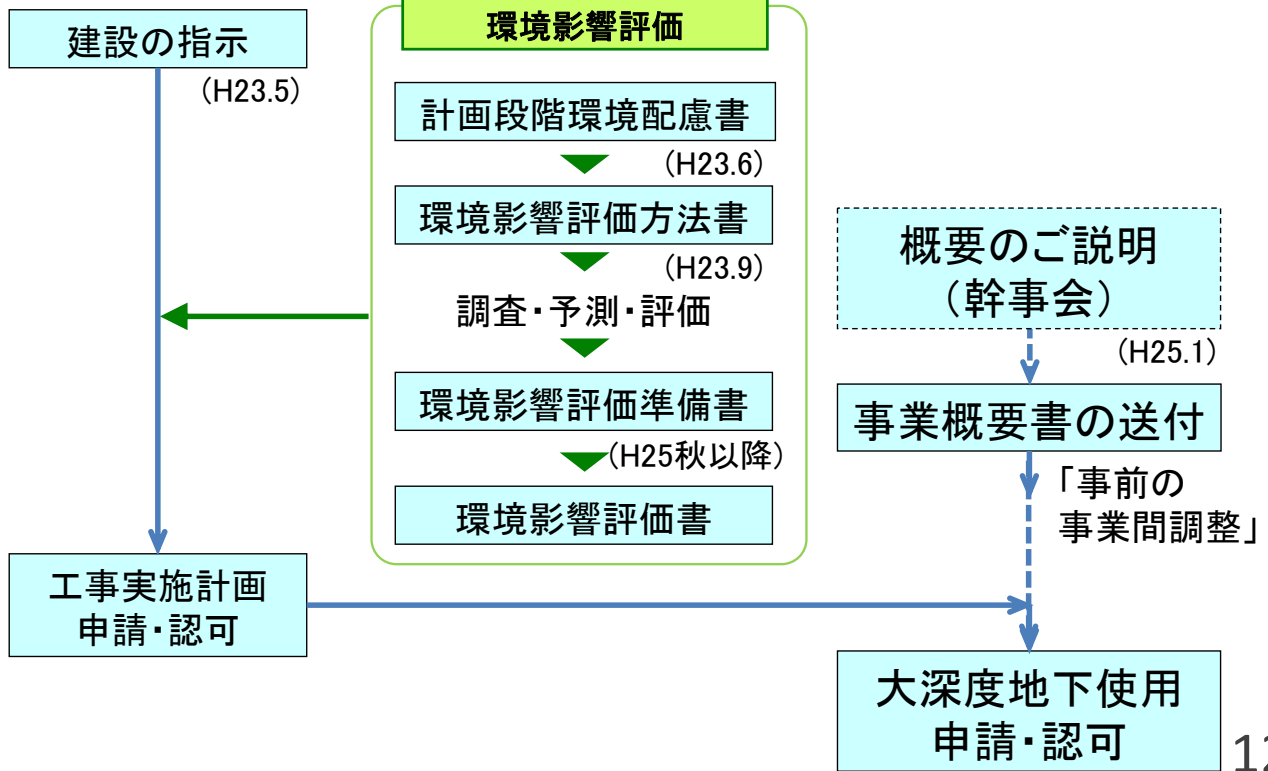 建設の指示
(H23.5)
環境影響評価
計画段階環境配慮書
(H23.6)
環境影響評価方法書
(H23.9)
調査・予測・評価
環境影響評価準備書
(H25秋以降)
環境影響評価書
工事実施計画
申請・認可
概要のご説明
(幹事会)
(H25.1)
事業概要書の送付
「事前の
事業間調整」
大深度地下使用
申請・認可
12